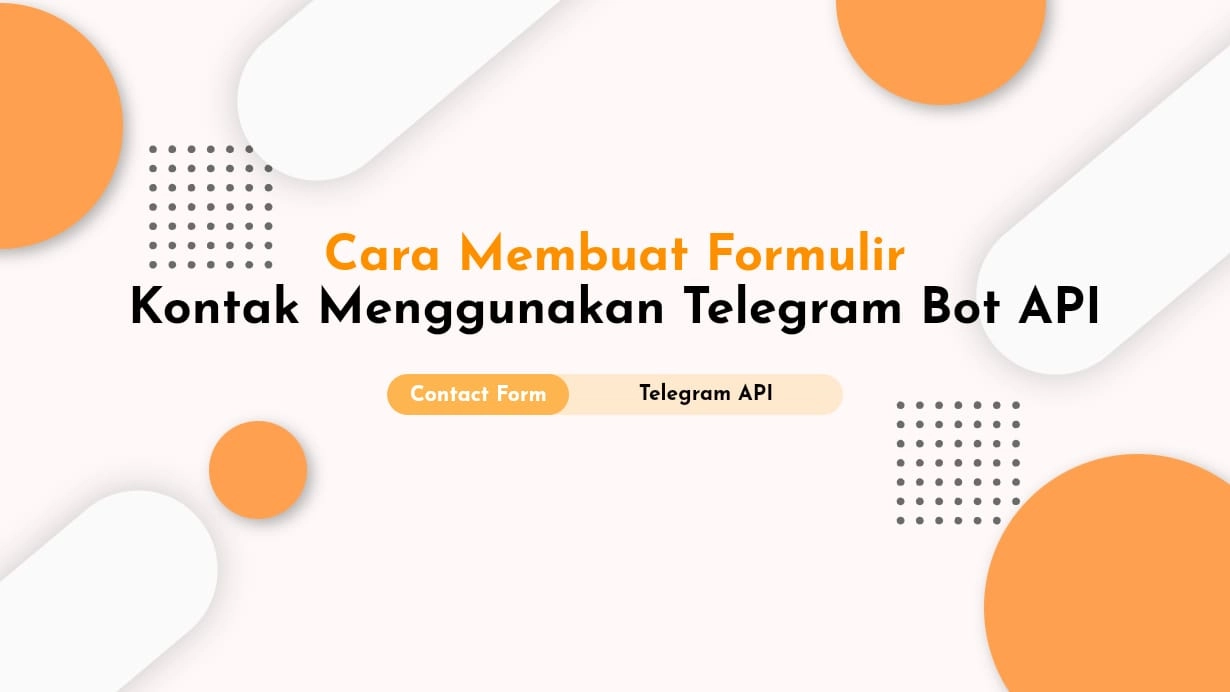 Cara Membuat Formulir
Kontak Menggunakan Telegram Bot API
Contact Form
Telegram API